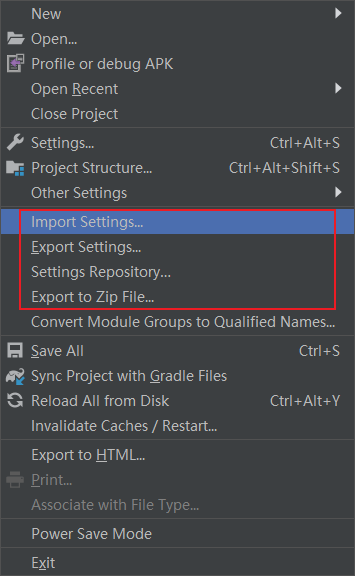 New
Open...
Profile or debug APK
Open Recent
Close Project
Settings... Ctrl+Alt+S
Project Structure... Ctrl+Alt+Shift+S
Other Settings
Import Settings...
Export Settings...
Settings Repository...
Export to Zip File...
Convert Module Groups to Qualified Names...
Save All Ctrl+S
Sync Project with Gradle Files
Reload All from Disk Ctrl+Alt+Y
Invalidate Caches / Restart...
Export to HTML...
Print...
Associate with File Type...
Power Save Mode
Exit